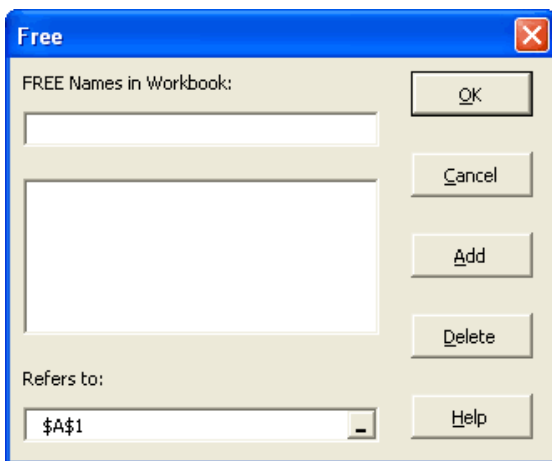 Free
FREE Names in Workbook:
OK
Cancel
Add
Delete
Refers to:
$A$1
Help